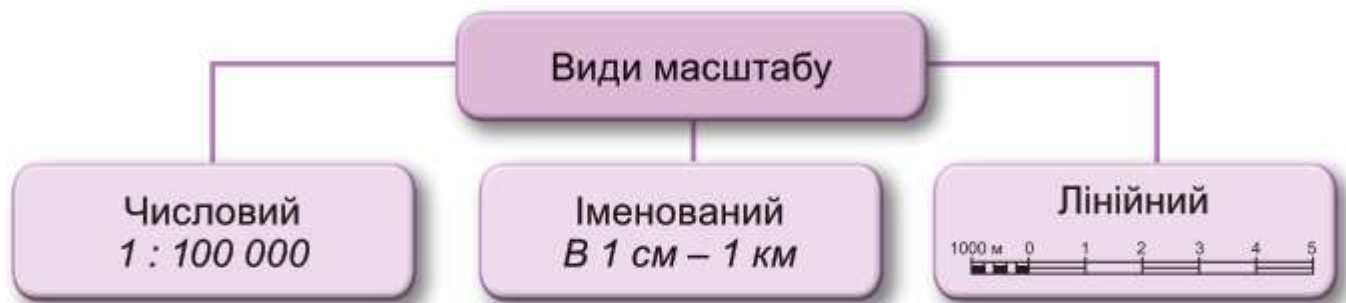 Види масштабу
Числовий
1 : 100 000
Іменований
В 1 см – 1 км
Лінійний
1000 м 0 1 2 3 4 5